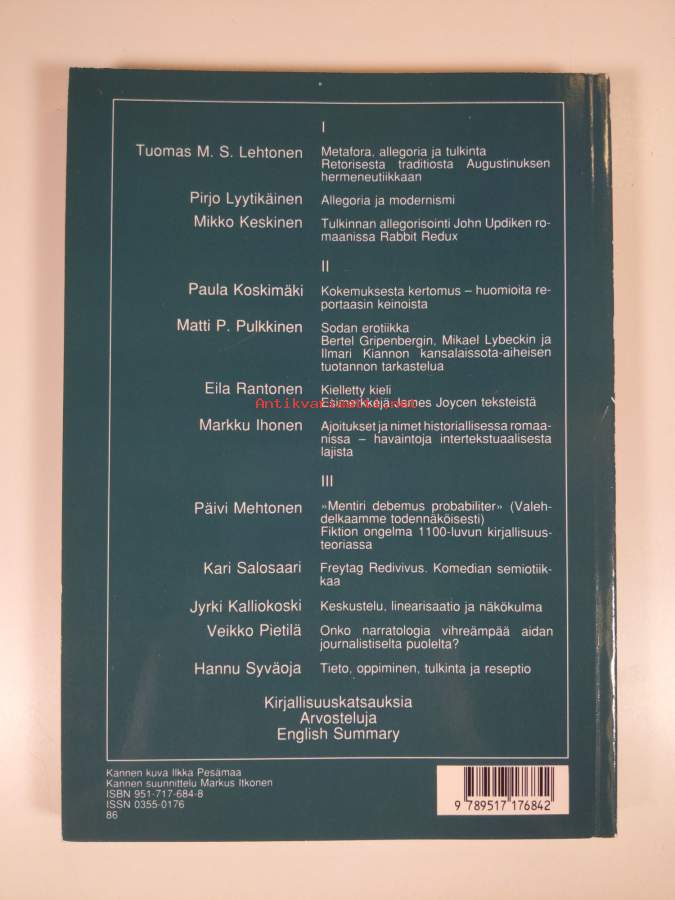 I
Tuomas M. S. Lehtonen
Metafora, allegoria ja tulkinta
Retorisesta traditiosta Augustinuksen
hermeneutiikkaan
Pirjo Lyytikäinen
Allegoria ja modernismi
Mikko Keskinen
Tulkinnan allegorisointi John Updiken ro-
maanissa Rabbit Redux
II
Paula Koskimäki
Kokemuksesta kertomus – huomioita re-
portaasin keinoista
Matti P. Pulkkinen
Sodan erotiikka
Bertel Gripenbergin, Mikael Lybeckin ja
Ilmari Kiannon kansalaissota-aiheisen
tuotannon tarkastelua
Eila Rantonen
Kielletty kieli
Esimerkkejä James Joycen teksteistä
Antikvariaatti.net
Markku Ihonen
Ajoitukset ja nimet historiallisessa romaa-
nissa – havaintoja intertekstuaalisesta
lajista
III
Päivi Mehtonen
»Mentiri debemus probabiliter» (Valeh-
delkaamme todennäköisesti)
Fiktion ongelma 1100-luvun kirjallisuus-
teoriassa
Kari Salosaari
Freytag Redivivus. Komedian semiotiik-
kaa
Jyrki Kalliokoski
Keskustelu, linearisaatio ja näkökulma
Veikko Pietilä
Onko narratologia vihreämpää aidan
journalistiselta puolelta?
Hannu Syväoja
Tieto, oppiminen, tulkinta ja reseptio
Kirjallisuuskatsauksia
Arvosteluja
English Summary
Kannen kuva Ilkka Pesämaa
Kannen suunnittelu Markus Itkonen
ISBN 951-717-684-8
ISSN 0355-0176
86
9 789517 176842